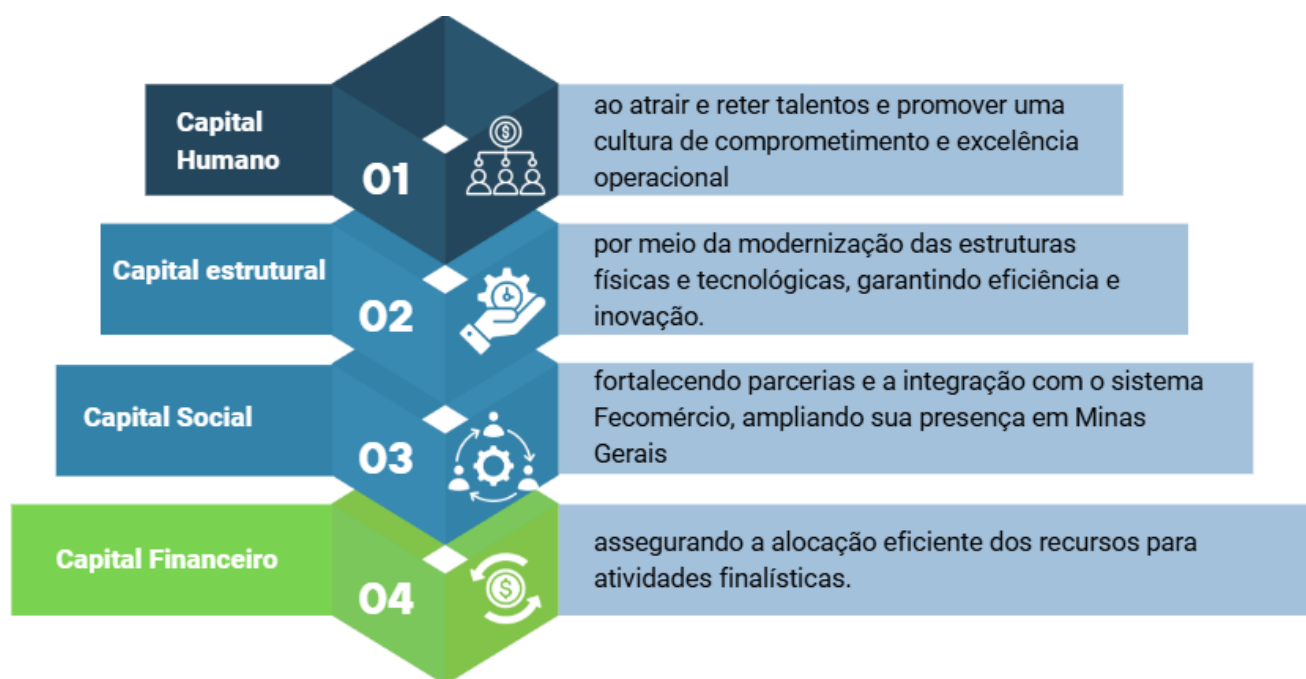 Capital
Humano
01
ao atrair e reter talentos e promover uma
cultura de comprometimento e excelência
operacional
Capital estrutural
02
por meio da modernização das estruturas
físicas e tecnológicas, garantindo eficiência e
inovação.
Capital Social
03
fortalecendo parcerias e a integração com o sistema
Fecomércio, ampliando sua presença em Minas
Gerais
Capital Financeiro
04
assegurando a alocação eficiente dos recursos para
atividades finalísticas.